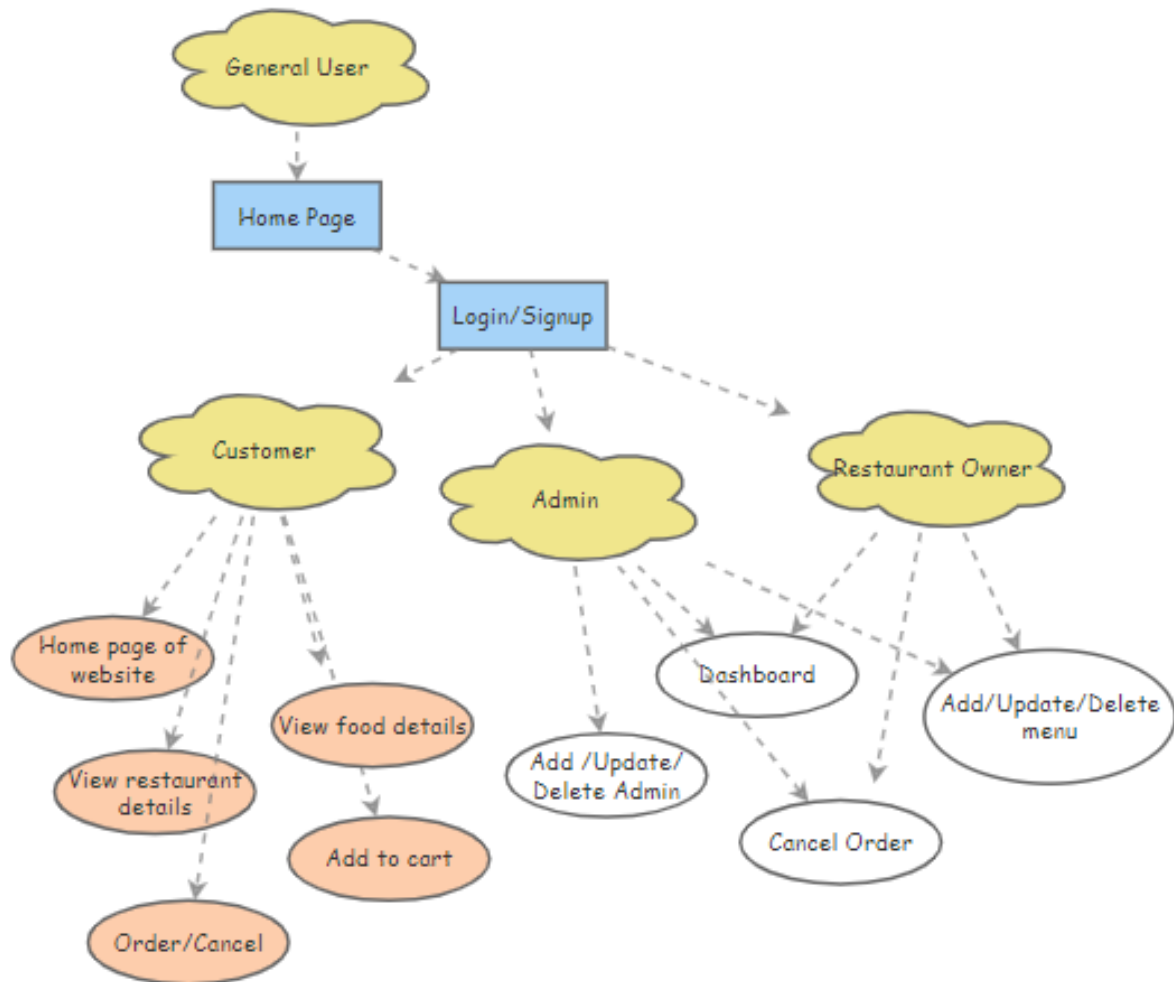 General User
Home Page
Login/Signup
Customer
Admin
Restaurant Owner
Home page of
website
View food details
View restaurant
details
Add to cart
Order/Cancel
Add /Update/
Delete Admin
Dashboard
Cancel Order
Add/Update/Delete
menu